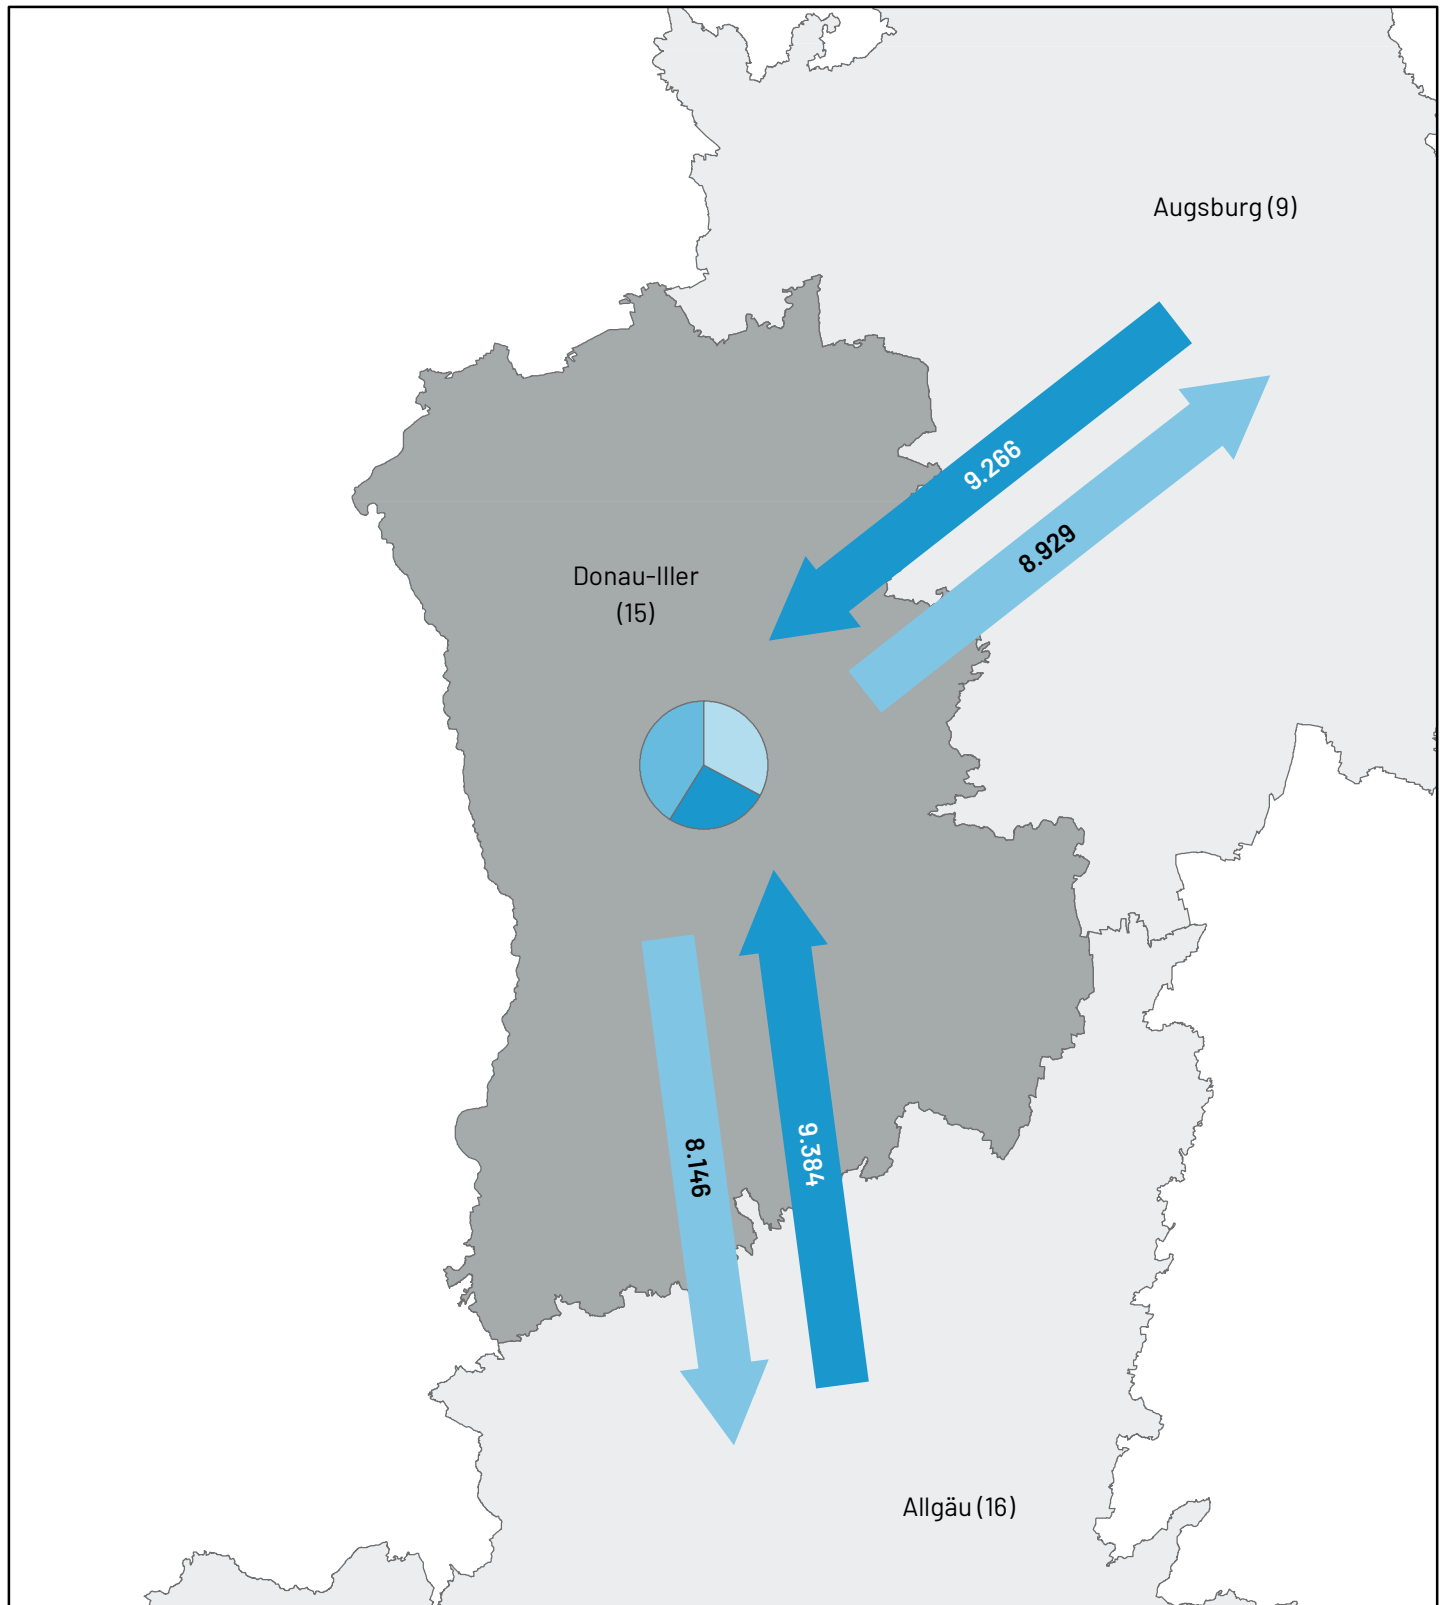 Augsburg (9)
9.266
8.929
Donau-Iller
(15)
8.146
9.384
Allgäu (16)